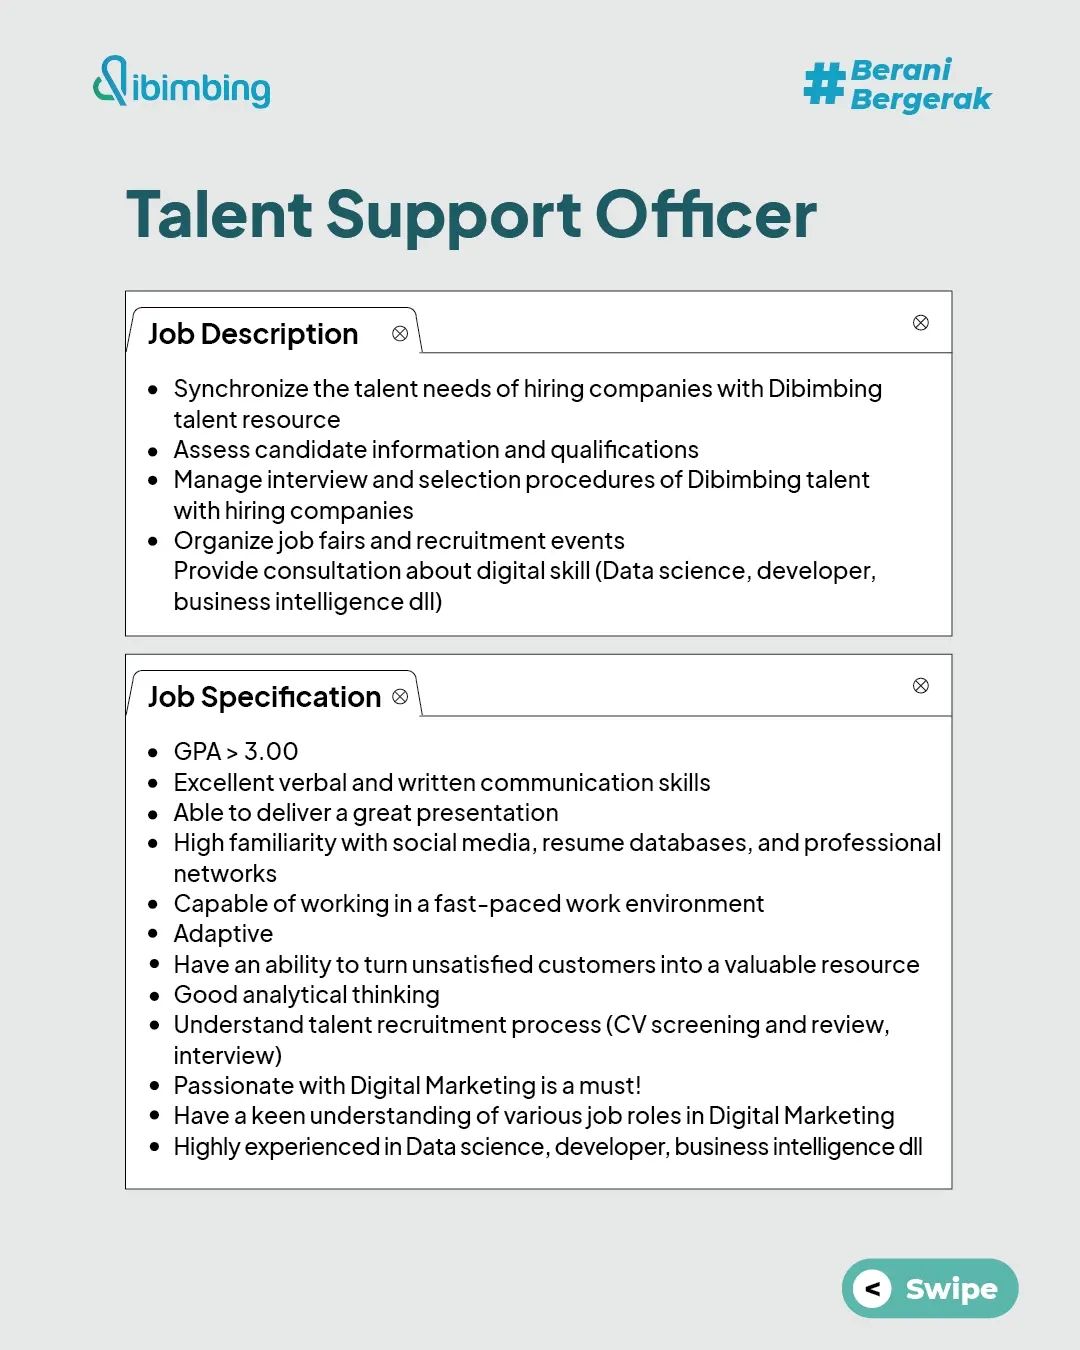 Dibimbing
#Berani
Bergerak
Talent Support Officer
Job Description
• Synchronize the talent needs of hiring companies with Dibimbing
talent resource
• Assess candidate information and qualifications
• Manage interview and selection procedures of Dibimbing talent
with hiring companies
• Organize job fairs and recruitment events
Provide consultation about digital skill (Data science, developer,
business intelligence dll)
Job Specification
• GPA > 3.00
• Excellent verbal and written communication skills
• Able to deliver a great presentation
• High familiarity with social media, resume databases, and professional
networks
• Capable of working in a fast-paced work environment
• Adaptive
• Have an ability to turn unsatisfied customers into a valuable resource
• Good analytical thinking
• Understand talent recruitment process (CV screening and review,
interview)
• Passionate with Digital Marketing is a must!
• Have a keen understanding of various job roles in Digital Marketing
• Highly experienced in Data science, developer, business intelligence dll
< Swipe